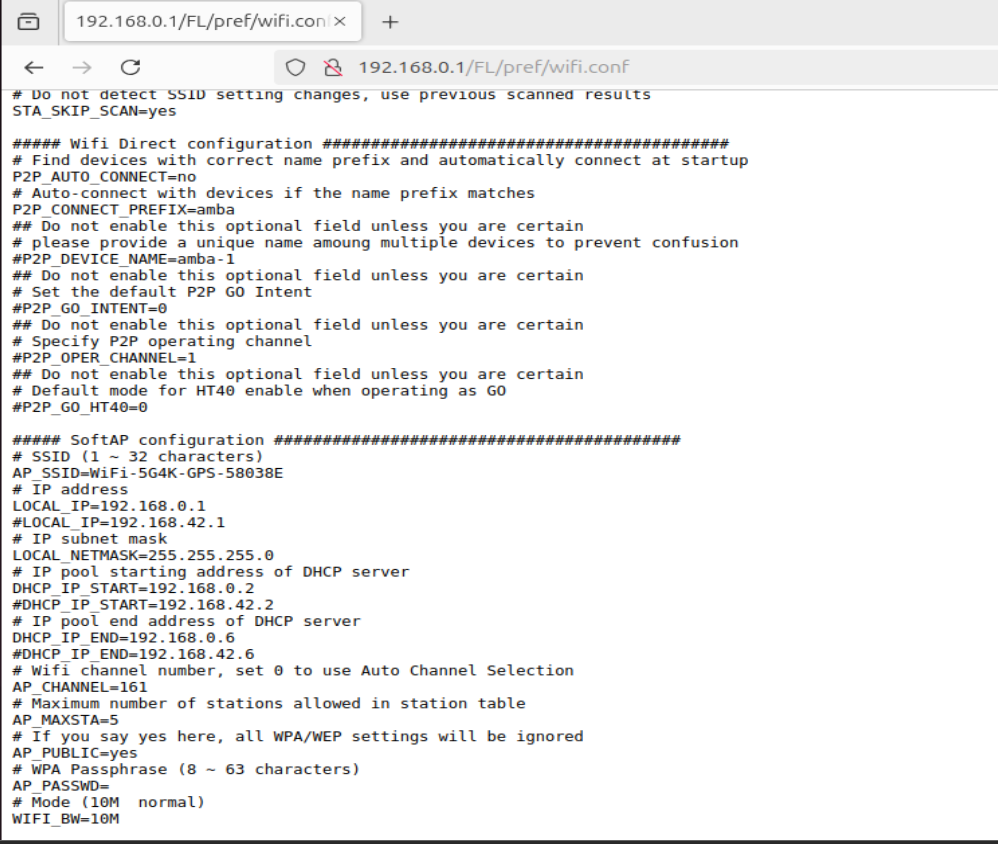 192.168.0.1/FL/pref/wifi.con
192.168.0.1/FL/pref/wifi.conf
# Do not detect SSID setting changes, use previous scanned results
STA_SKIP_SCAN=yes
##### Wifi Direct configuration ##########################################
# Find devices with correct name prefix and automatically connect at startup
P2P_AUTO_CONNECT=no
# Auto-connect with devices if the name prefix matches
P2P_CONNECT_PREFIX=amba
## Do not enable this optional field unless you are certain
# please provide a unique name amoung multiple devices to prevent confusion
#P2P_DEVICE_NAME=amba-1
## Do not enable this optional field unless you are certain
# Set the default P2P GO Intent
#P2P_GO_INTENT=0
## Do not enable this optional field unless you are certain
# Specify P2P operating channel
#P2P_OPER_CHANNEL=1
## Do not enable this optional field unless you are certain
# Default mode for HT40 enable when operating as GO
#P2P_GO_HT40=0
##### SoftAP configuration ##########################################
# SSID (1 ~ 32 characters)
AP_SSID=WiFi-5G4K-GPS-58038E
# IP address
LOCAL_IP=192.168.0.1
#LOCAL_IP=192.168.42.1
# IP subnet mask
LOCAL_NETMASK=255.255.255.0
# IP pool starting address of DHCP server
DHCP_IP_START=192.168.0.2
#DHCP_IP_START=192.168.42.2
# IP pool end address of DHCP server
DHCP_IP_END=192.168.0.6
#DHCP_IP_END=192.168.42.6
# Wifi channel number, set 0 to use Auto Channel Selection
AP_CHANNEL=161
# Maximum number of stations allowed in station table
AP_MAXSTA=5
# If you say yes here, all WPA/WEP settings will be ignored
AP_PUBLIC=yes
# WPA Passphrase (8 ~ 63 characters)
AP_PASSWD=
# Mode (10M  normal)
WIFI_BW=10M